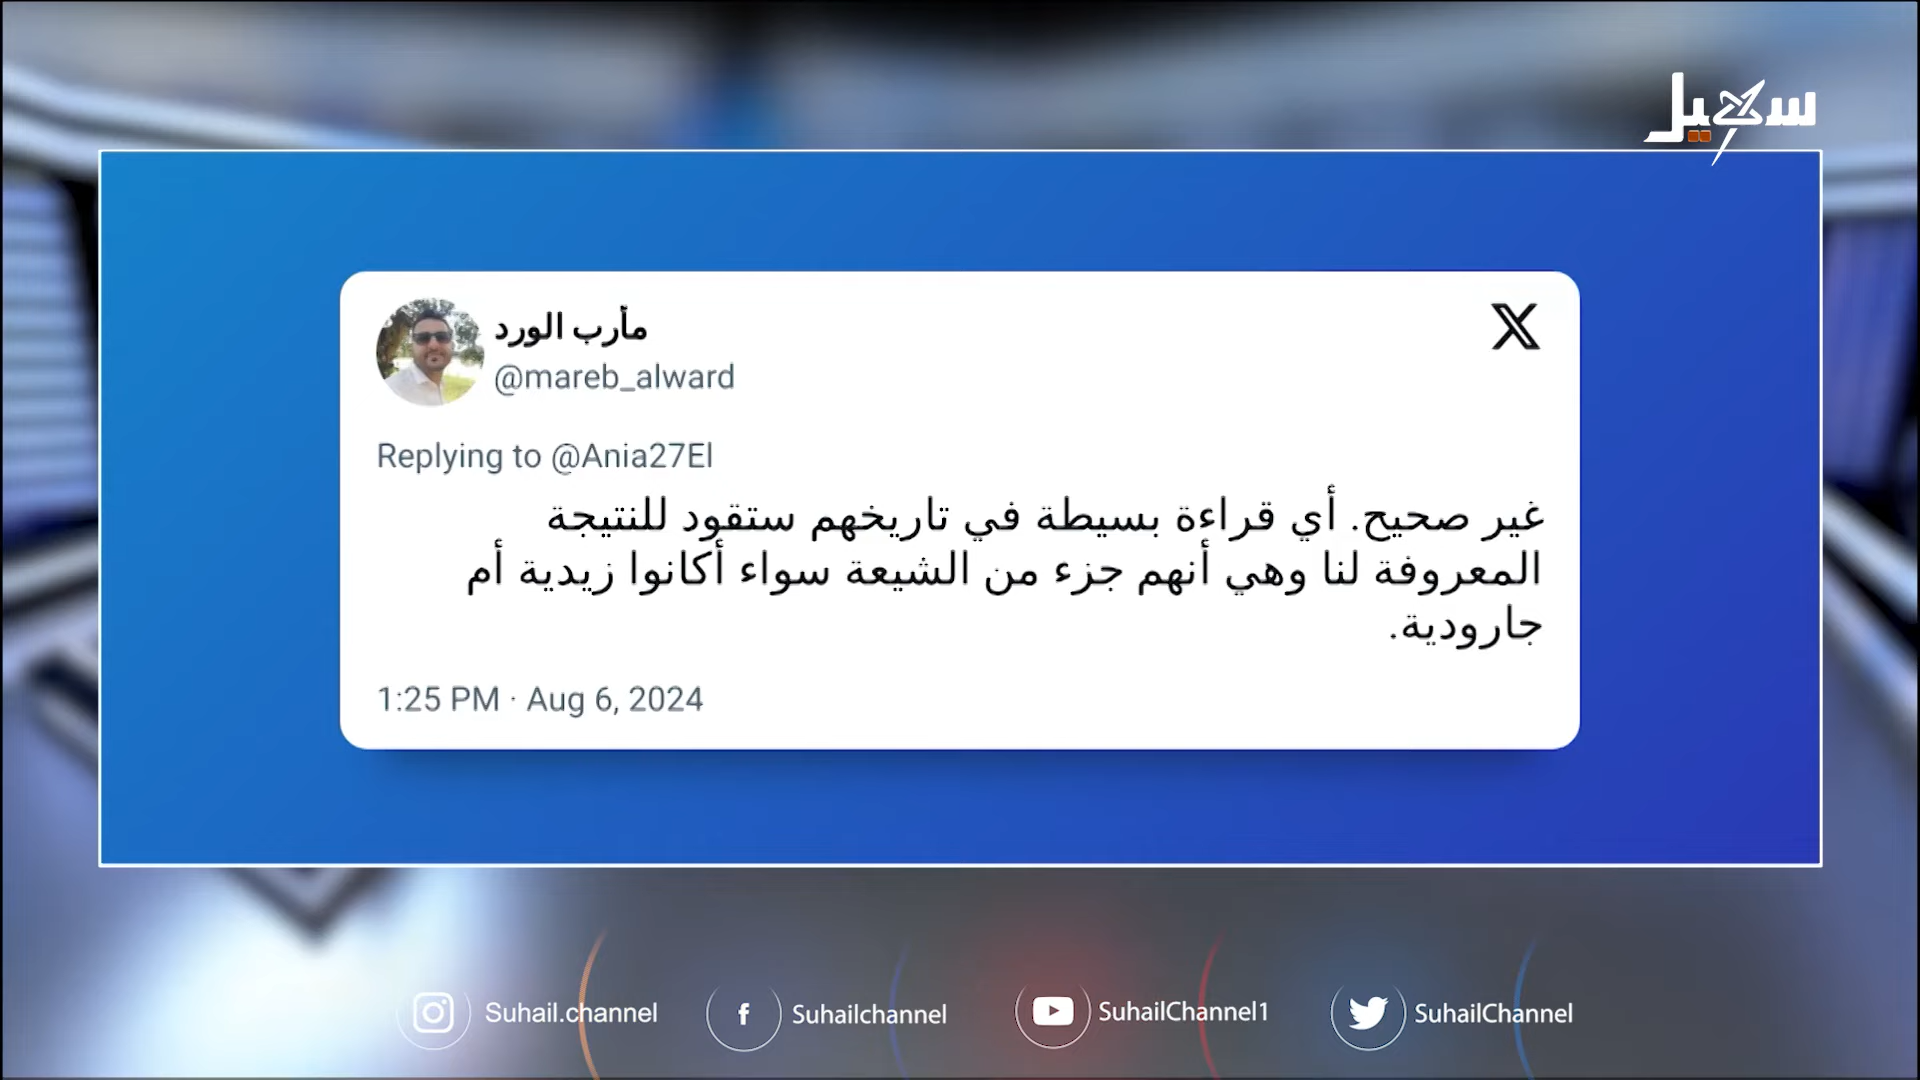 سهيل
مأرب الورد
@mareb_alward
Replying to @Ania27El
غير صحيح. أي قراءة بسيطة في تاريخهم ستقود للنتيجة
المعروفة لنا وهي أنهم جزء من الشيعة سواء أكانوا زيدية أم
جارودية.
1:25 PM · Aug 6, 2024
Suhail.channel
Suhailchannel
SuhailChannel1
SuhailChannel